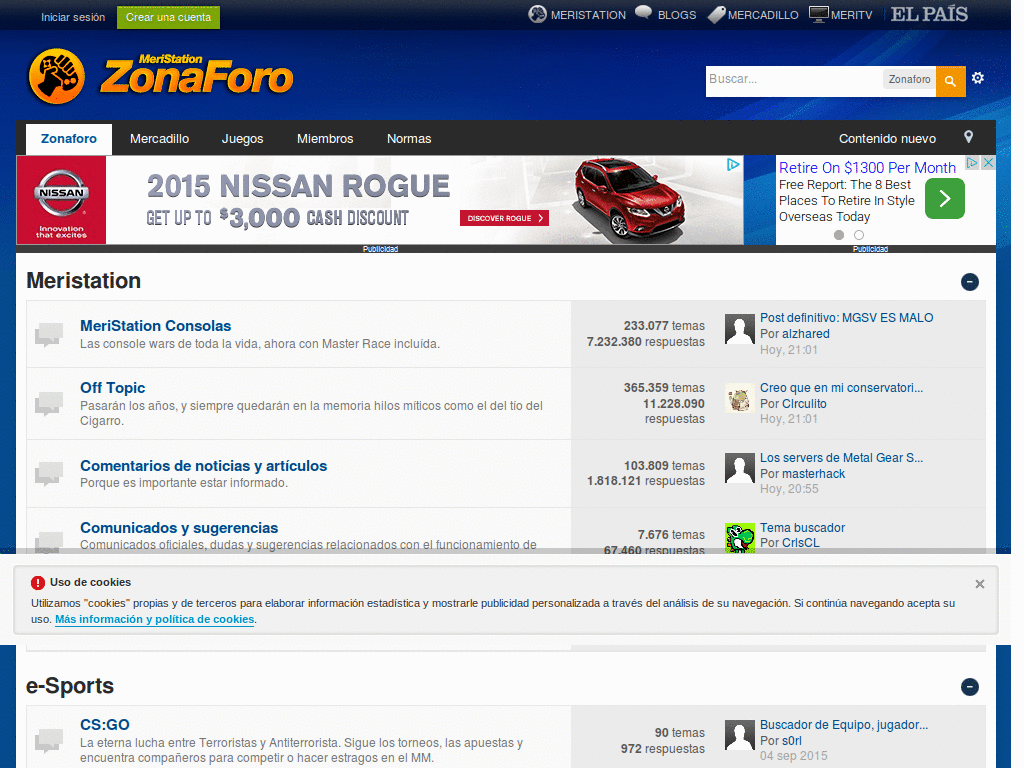 Iniciar sesión
Crear una cuenta
MERISTATION
BLOGS
MERCADILLO
MERITV
EL PAÍS
MeriStation
ZonaForo
Buscar...
Zonaforo
Zonaforo
Mercadillo
Juegos
Miembros
Normas
Contenido nuevo
NISSAN
Innovation
that excites
2015 NISSAN ROGUE
GET UP TO $3,000 CASH DISCOUNT
DISCOVER ROGUE
Retire On $1300 Per Month
Free Report: The 8 Best
Places To Retire In Style
Overseas Today
Publicidad
Publicidad
Meristation
MeriStation Consolas
Las console wars de toda la vida, ahora con Master Race incluída.
233.077 temas
7.232.380 respuestas
Post definitivo: MGSV ES MALO
Por alzhared
Hoy, 21:01
Off Topic
Pasarán los años, y siempre quedarán en la memoria hilos míticos como el del tío del
Cigarro.
365.359 temas
11.228.090
respuestas
Creo que en mi conservatori...
Por CIrculito
Hoy, 21:01
Comentarios de noticias y artículos
Porque es importante estar informado.
103.809 temas
1.818.121 respuestas
Los servers de Metal Gear S...
Por masterhack
Hoy, 20:55
Comunicados y sugerencias
Comunicados oficiales, dudas y sugerencias relacionados con el funcionamiento de
7.676 temas
67.460 respuestas
Tema buscador
Por CrlsCL
Uso de cookies
Utilizamos "cookies" propias y de terceros para elaborar información estadística y mostrarle publicidad personalizada a través del análisis de su navegación. Si continúa navegando acepta su
uso. Más información y política de cookies.
e-Sports
CS:GO
La eterna lucha entre Terroristas y Antiterrorista. Sigue los torneos, las apuestas y
encuentra compañeros para competir o hacer estragos en el MM.
90 temas
972 respuestas
Buscador de Equipo, jugador...
Por s0rl
04 sep 2015